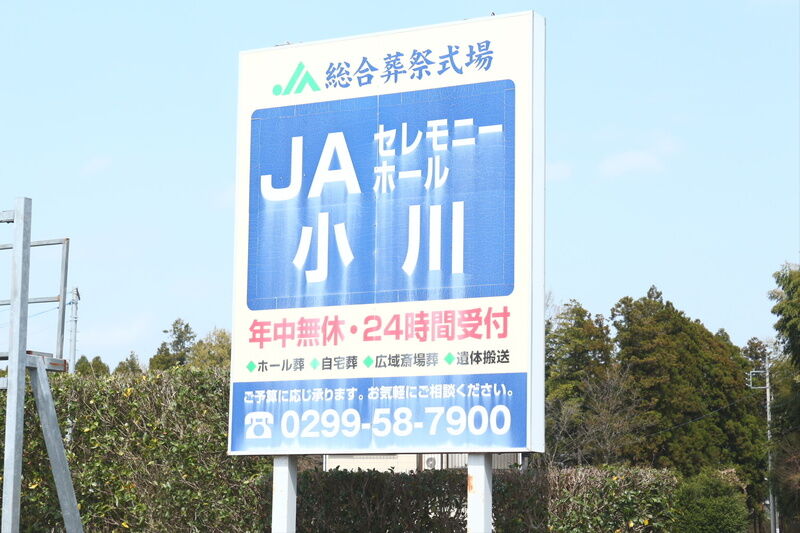 JA 総合葬祭式場
JA セレモニー
ホール
小川
年中無休・24時間受付
◆ホール葬 ◆自宅葬 ◆広域斎場葬 ◆遺体搬送
ご予算に応じ承ります。お気軽にご相談ください。
☎ 0299-58-7900